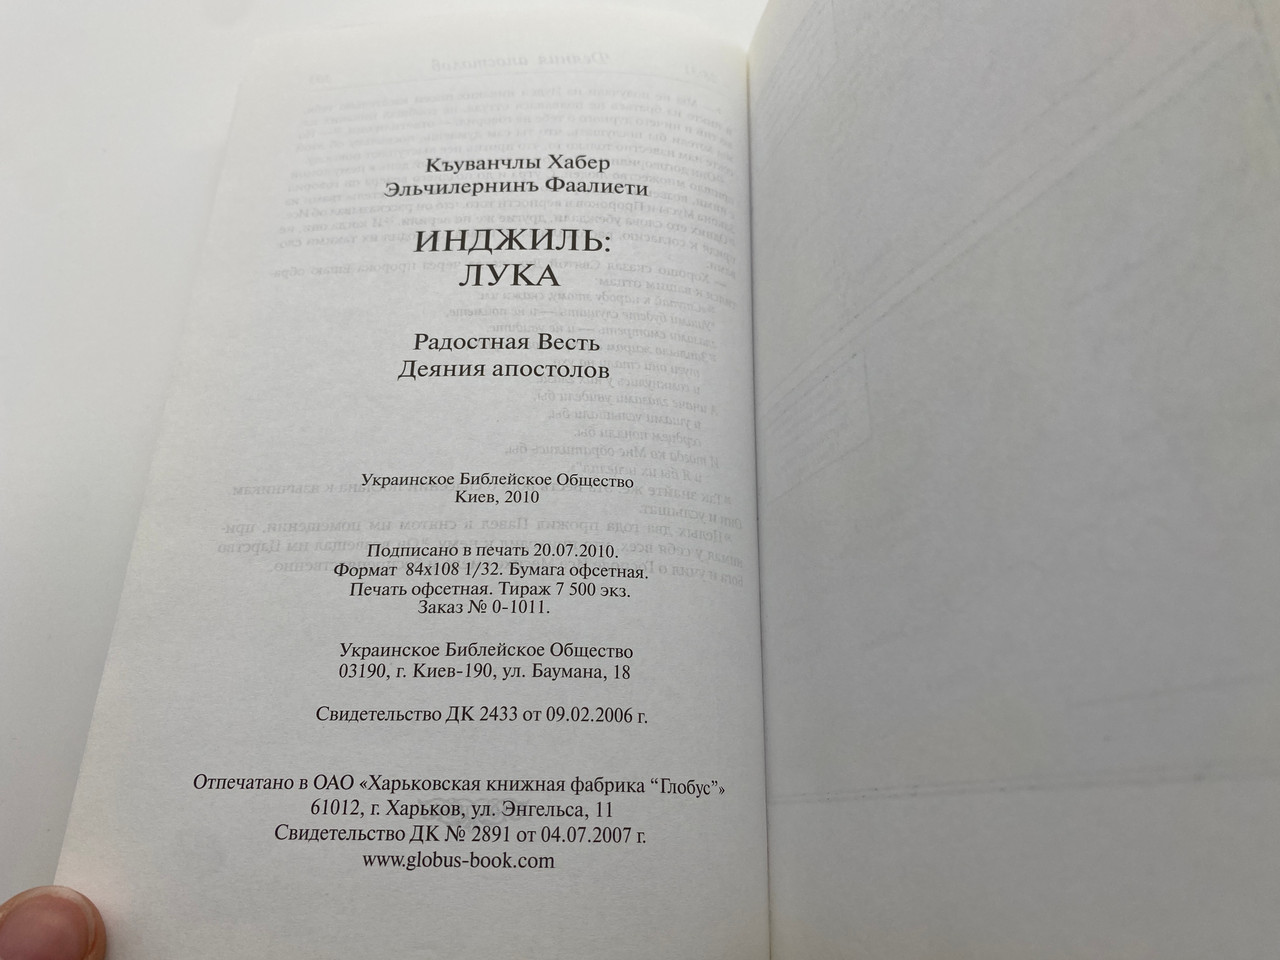 Къуванчлы Хабер
Эльчилернинъ Фаалиети
ИНДЖИЛЬ:
ЛУКА
Радостная Весть
Деяния апостолов
Украинское Библейское Общество
Киев, 2010
Подписано в печать 20.07.2010.
Формат 84x108 1/32. Бумага офсетная.
Печать офсетная. Тираж 7 500 экз.
Заказ № 0-1011.
Украинское Библейское Общество
03190, г. Киев-190, ул. Баумана, 18
Свидетельство ДК 2433 от 09.02.2006 г.
Отпечатано в ОАО «Харьковская книжная фабрика “Глобус”»
61012, г. Харьков, ул. Энгельса, 11
Свидетельство ДК № 2891 от 04.07.2007 г.
www.globus-book.com